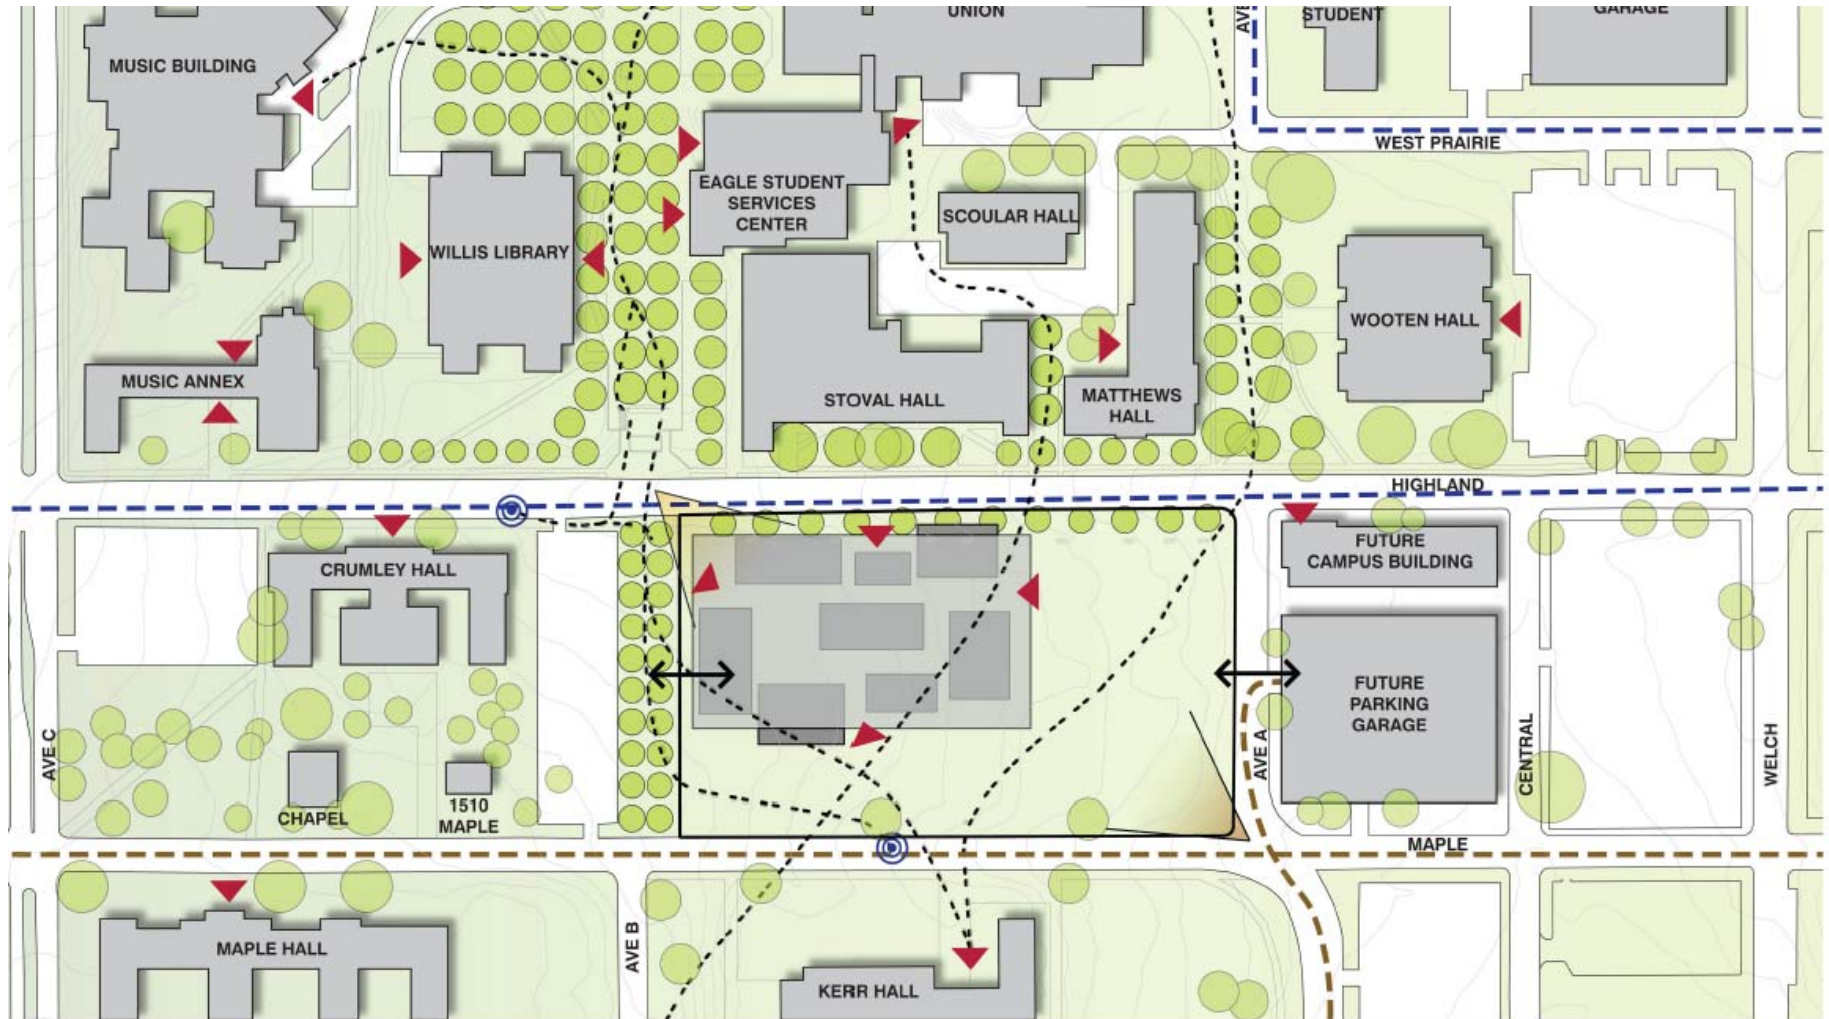 UNION
AVE
STUDENT
GARAGE
MUSIC BUILDING
WEST PRAIRIE
EAGLE STUDENT
SERVICES
CENTER
SCOULAR HALL
WILLIS LIBRARY
WOOTEN HALL
MUSIC ANNEX
STOVAL HALL
MATTHEWS
HALL
HIGHLAND
CRUMLEY HALL
FUTURE
CAMPUS BUILDING
FUTURE
PARKING
GARAGE
AVE C
AVE A
CENTRAL
WELCH
CHAPEL
1510
MAPLE
MAPLE
MAPLE HALL
AVE B
KERR HALL